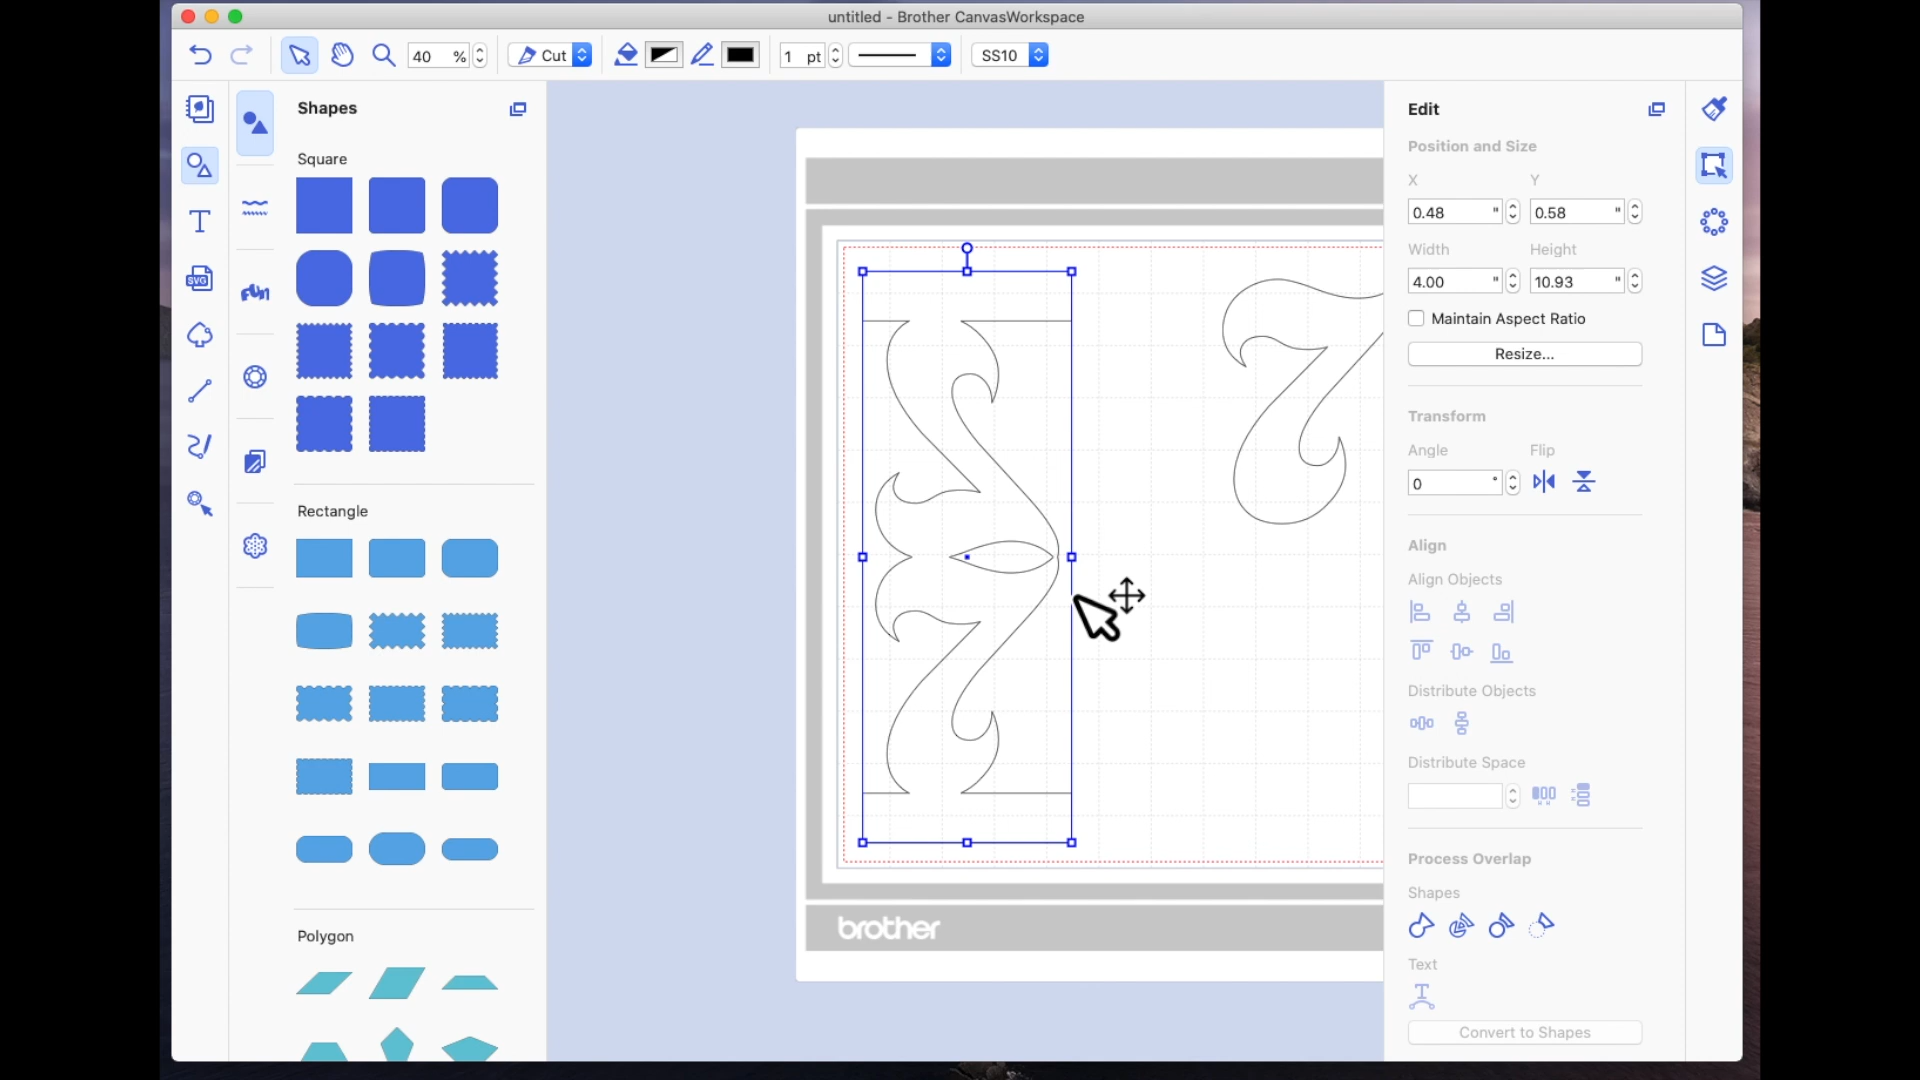 untitled - Brother CanvasWorkspace
40 %
Cut
1 pt
SS10
Shapes
Square
Rectangle
Polygon
T
SVG
Fun
brother
Edit
Position and Size
X Y
0.48 " 0.58 "
Width Height
4.00 " 10.93 "
Maintain Aspect Ratio
Resize...
Transform
Angle Flip
0 °
Align
Align Objects
Distribute Objects
Distribute Space
Process Overlap
Shapes
Text
Convert to Shapes